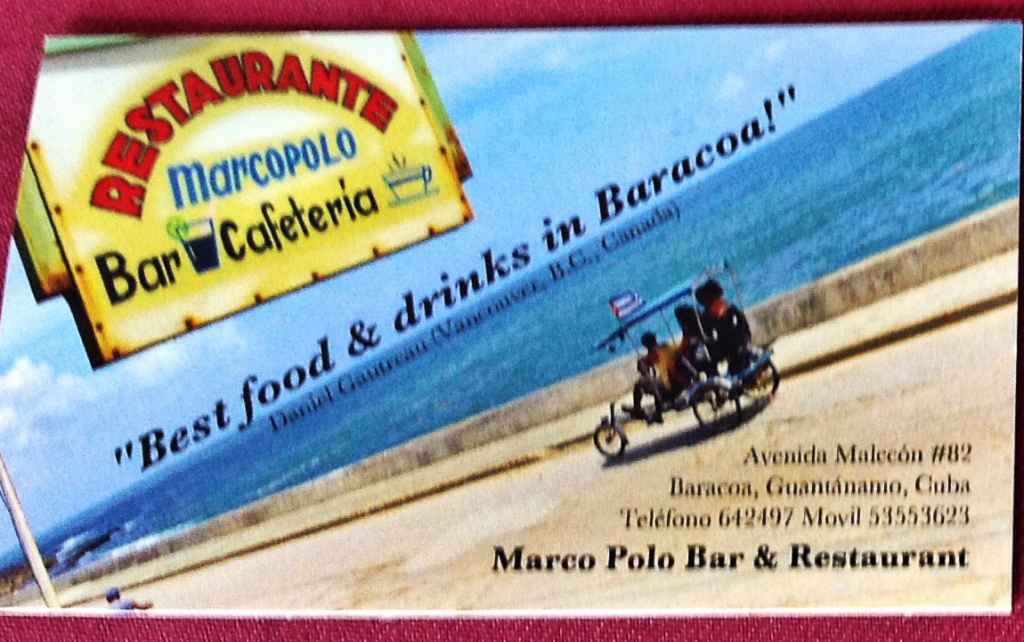 RESTAURANTE
MarcoPOLO
Bar Cafetería
"Best food & drinks in Baracoa!"
Daniel Gautreau (Vancouver, B.C., Canada)
Avenida Malecón #82
Baracoa, Guantánamo, Cuba
Teléfono 642497 Movil 53553623
Marco Polo Bar & Restaurant